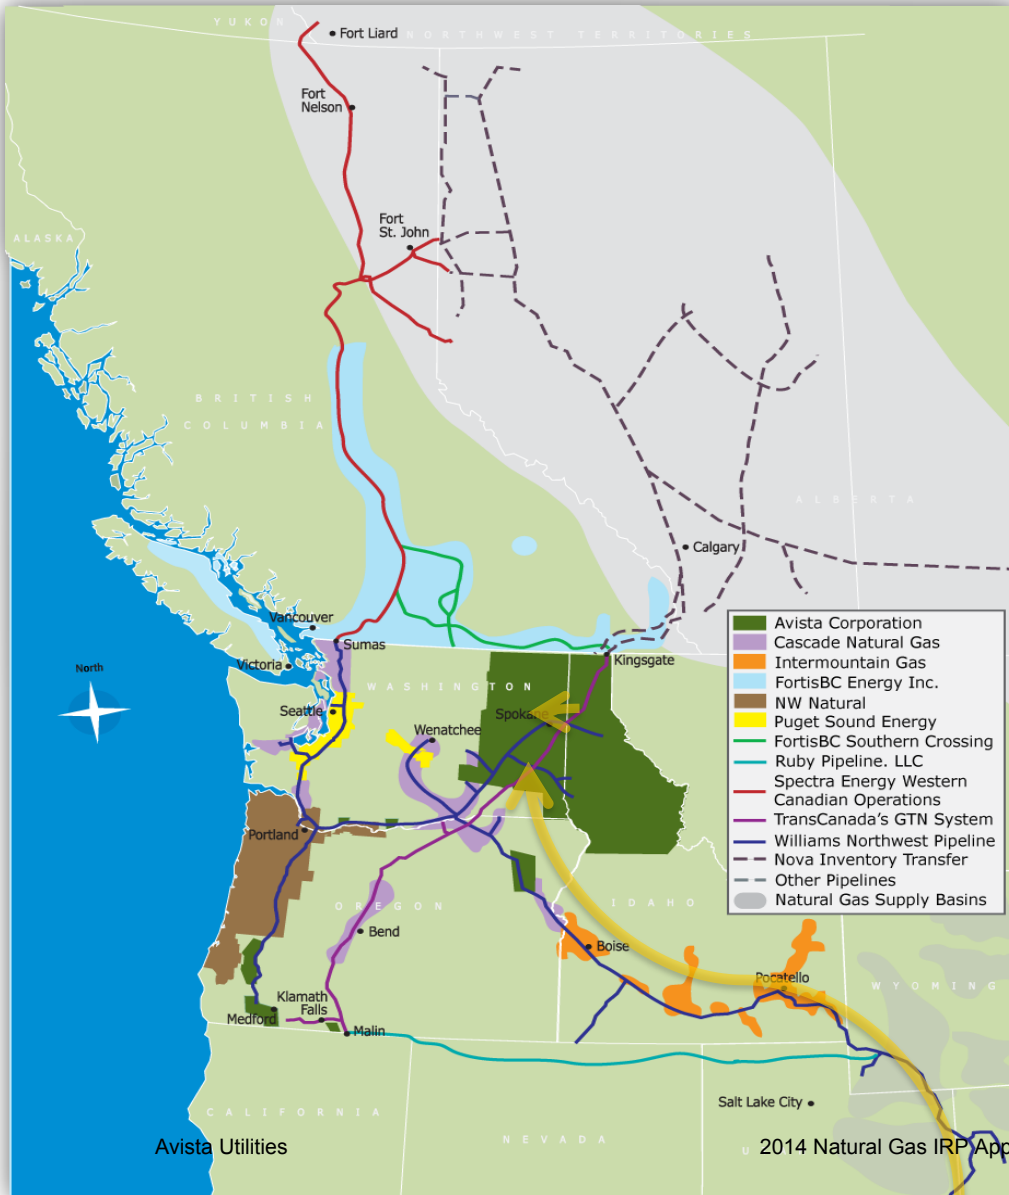 YUKON
Fort Liard
NORTHWEST TERRITORIES
Fort
Nelson
Fort
St. John
ALASKA
BRITISH
COLUMBIA
ALBERTA
Calgary
Vancouver
Sumas
Victoria
Kingsgate
North
WASHINGTON
Seattle
Spokane
Wenatchee
Portland
OREGON
IDAHO
Bend
Boise
Pocatello
WYOMING
Klamath
Falls
Medford
Malin
Salt Lake City
CALIFORNIA
NEVADA
U
Avista Corporation
Cascade Natural Gas
Intermountain Gas
FortisBC Energy Inc.
NW Natural
Puget Sound Energy
FortisBC Southern Crossing
Ruby Pipeline. LLC
Spectra Energy Western
Canadian Operations
TransCanada's GTN System
Williams Northwest Pipeline
Nova Inventory Transfer
Other Pipelines
Natural Gas Supply Basins
Avista Utilities
2014 Natural Gas IRP App